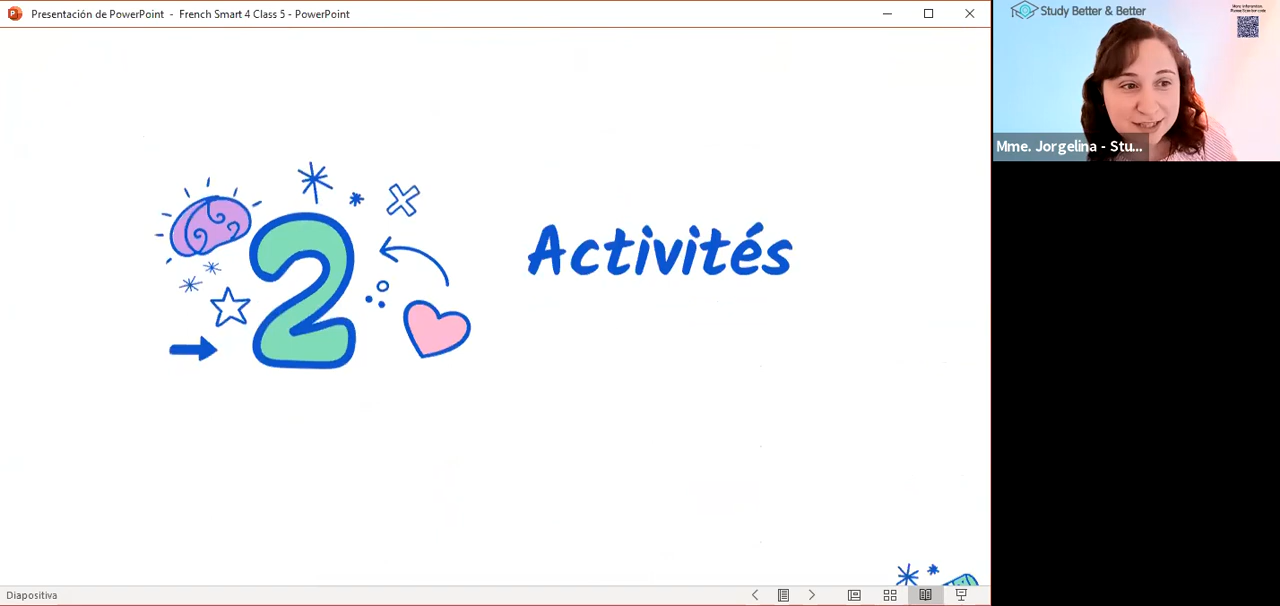 Presentación de PowerPoint - French Smart 4 Class 5 - PowerPoint
Study Better & Better
Mme. Jorgelina - Stu...
2
Activités
Diapositiva